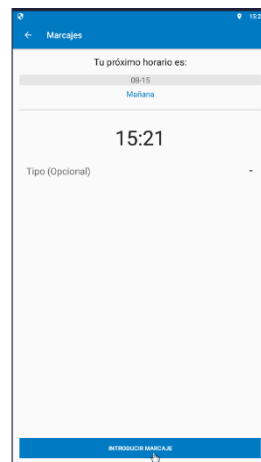 15:2
Marcajes
Tu próximo horario es:
08-15
Mañana
15:21
Tipo (Opcional)
INTRODUCIR MARCAJE